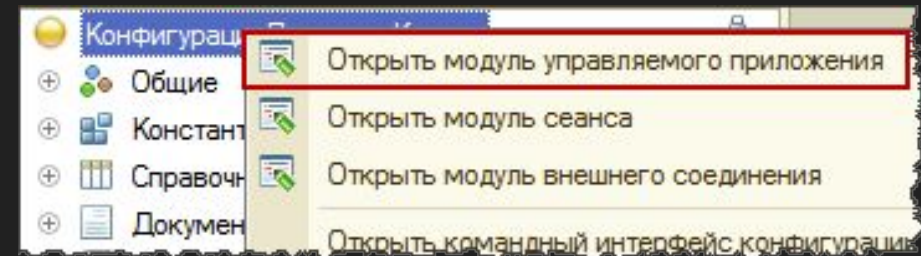 Конфигураци
Открыть модуль управляемого приложения
Общие
Открыть модуль сеанса
Констант
Справочн
Открыть модуль внешнего соединения
Докумен
Открыть командный интерфейс конфигурации